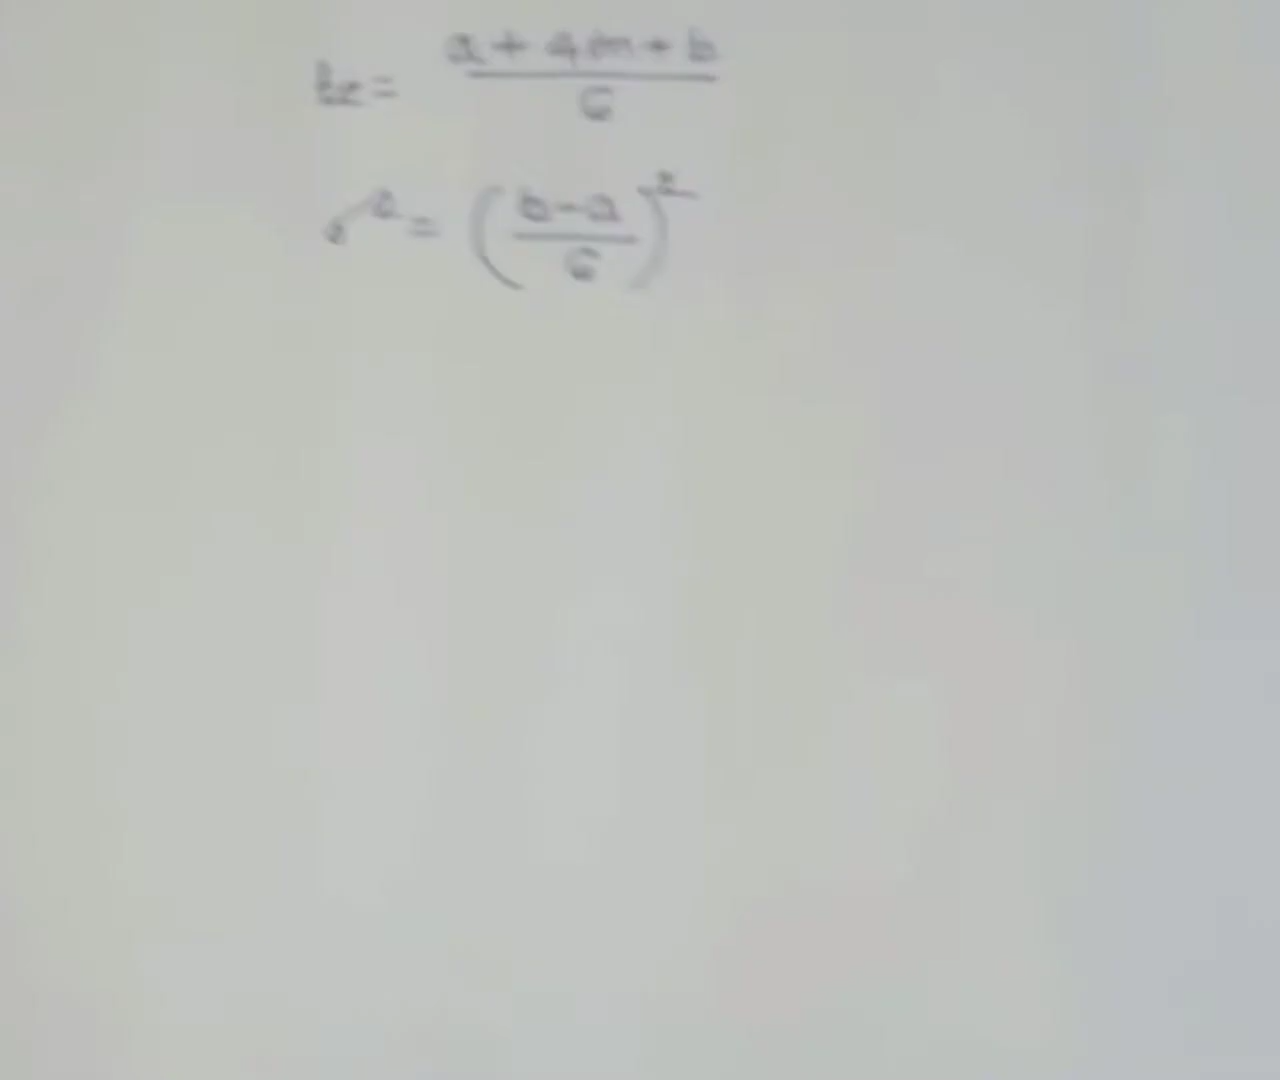 te = (a + 4m + b) / 6
σ² = ((b - a) / 6)²